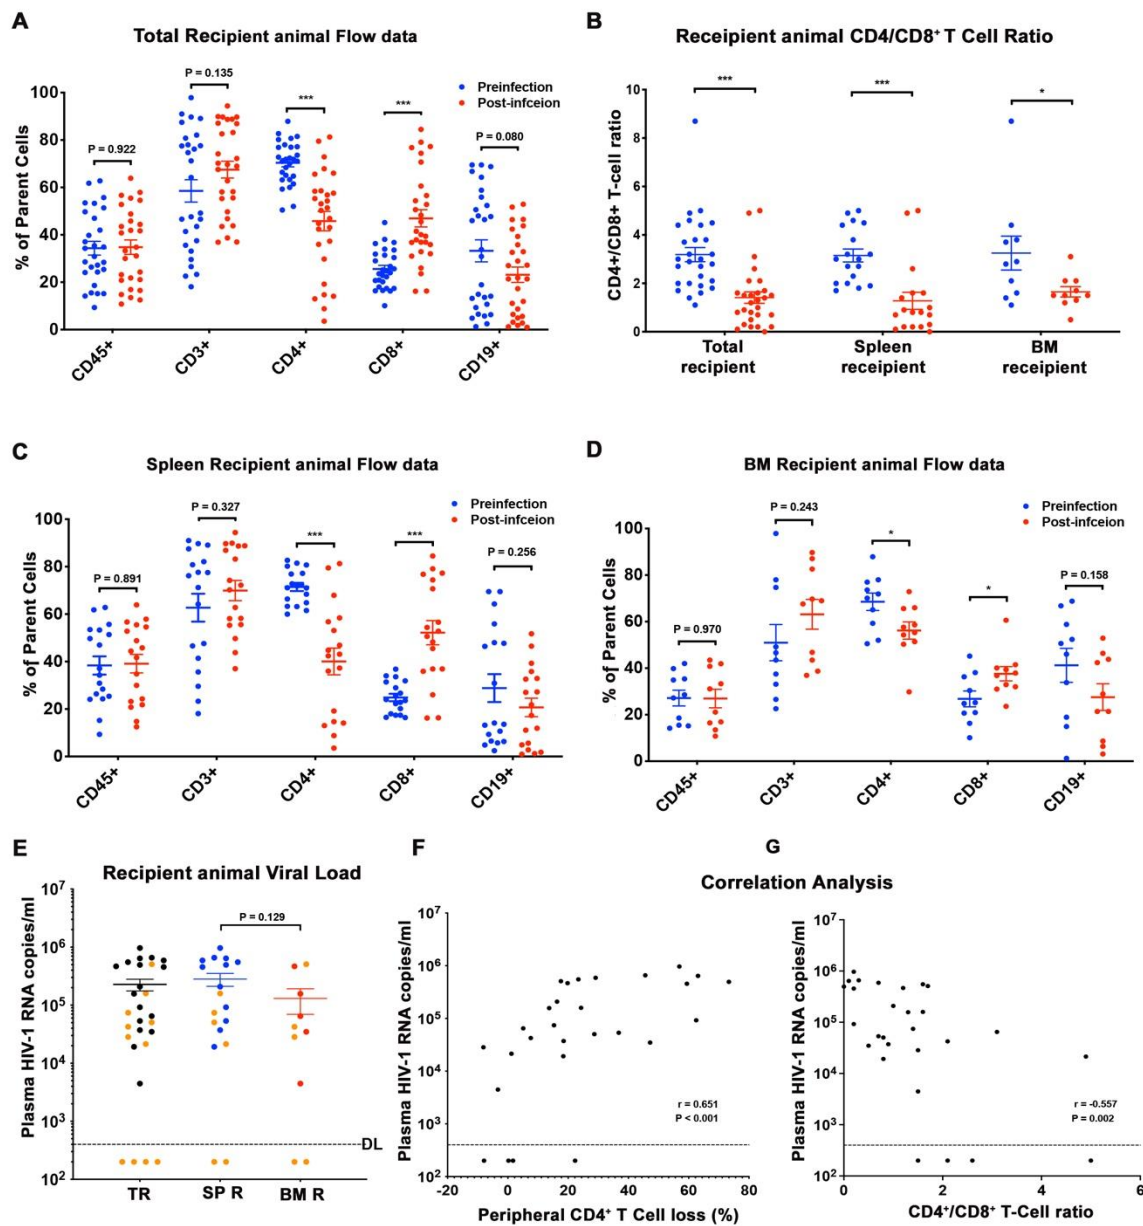 A
Total Recipient animal Flow data
Preinfection
Post-infceion
P = 0.922
P = 0.135
***
***
P = 0.080
% of Parent Cells
100
80
60
40
20
0
CD45+
CD3+
CD4+
CD8+
CD19+
B
Receipient animal CD4/CD8⁺ T Cell Ratio
***
***
*
CD4+/CD8+ T-cell ratio
10
8
6
4
2
0
Total recipient
Spleen receipient
BM receipient
C
Spleen Recipient animal Flow data
Preinfection
Post-infceion
P = 0.891
P = 0.327
***
***
P = 0.256
% of Parent Cells
100
80
60
40
20
0
CD45+
CD3+
CD4+
CD8+
CD19+
D
BM Recipient animal Flow data
Preinfection
Post-infceion
P = 0.970
P = 0.243
*
*
P = 0.158
% of Parent Cells
100
80
60
40
20
0
CD45+
CD3+
CD4+
CD8+
CD19+
E
Recipient animal Viral Load
P = 0.129
Plasma HIV-1 RNA copies/ml
10⁷
10⁶
10⁵
10⁴
10³
10²
DL
TR
SP R
BM R
F
G
Correlation Analysis
Plasma HIV-1 RNA copies/ml
10⁷
10⁶
10⁵
10⁴
10³
10²
r = 0.651
P < 0.001
-20
0
20
40
60
80
Peripheral CD4⁺ T Cell loss (%)
Plasma HIV-1 RNA copies/ml
10⁷
10⁶
10⁵
10⁴
10³
10²
r = -0.557
P = 0.002
0
2
4
6
CD4⁺/CD8⁺ T-Cell ratio